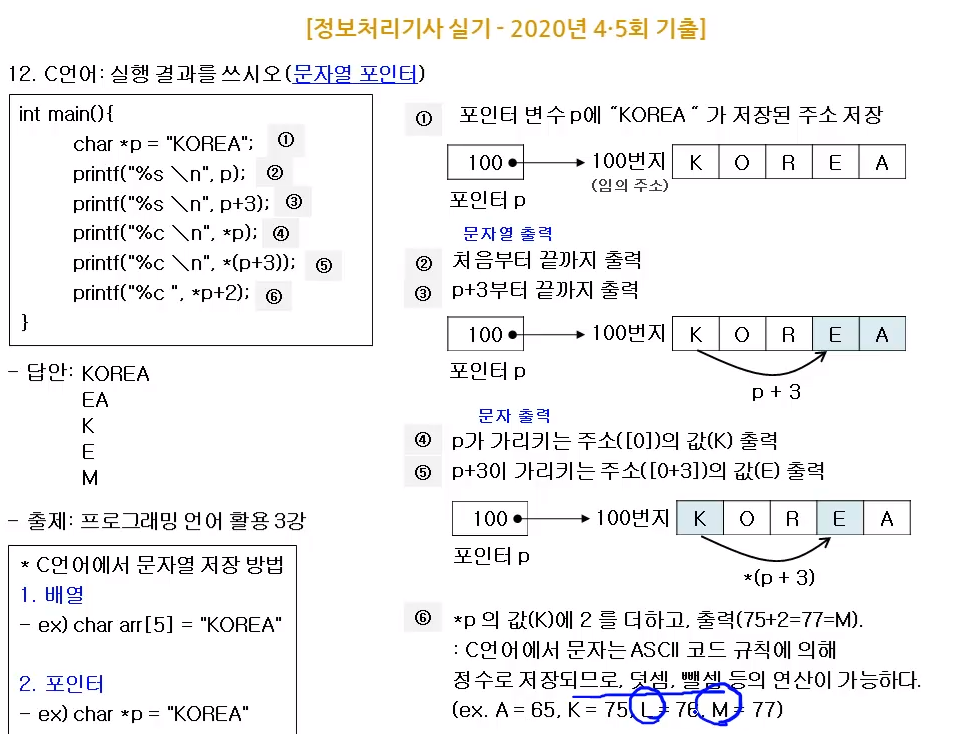 [정보처리기사 실기 - 2020년 4·5회 기출]
12. C언어: 실행 결과를 쓰시오(문자열 포인터)
int main(){
char *p = "KOREA"; ①
printf("%s \n", p); ②
printf("%s \n", p+3); ③
printf("%c \n", *p); ④
printf("%c \n", *(p+3)); ⑤
printf("%c ", *p+2); ⑥
}
- 답안: KOREA
EA
K
E
M
- 출제: 프로그래밍 언어 활용 3강
* C언어에서 문자열 저장 방법
1. 배열
- ex) char arr[5] = "KOREA"
2. 포인터
- ex) char *p = "KOREA"
① 포인터 변수 p에 "KOREA " 가 저장된 주소 저장
100 100번지 K O R E A
(임의 주소)
포인터 p
문자열 출력
② 처음부터 끝까지 출력
③ p+3부터 끝까지 출력
100 100번지 K O R E A
포인터 p
p + 3
문자 출력
④ p가 가리키는 주소([0])의 값(K) 출력
⑤ p+3이 가리키는 주소([0+3])의 값(E) 출력
100 100번지 K O R E A
포인터 p
*(p + 3)
⑥ *p 의 값(K)에 2 를 더하고, 출력(75+2=77=M).
: C언어에서 문자는 ASCII 코드 규칙에 의해
정수로 저장되므로, 덧셈, 뺄셈 등의 연산이 가능하다.
(ex. A = 65, K = 75, L = 76, M = 77)